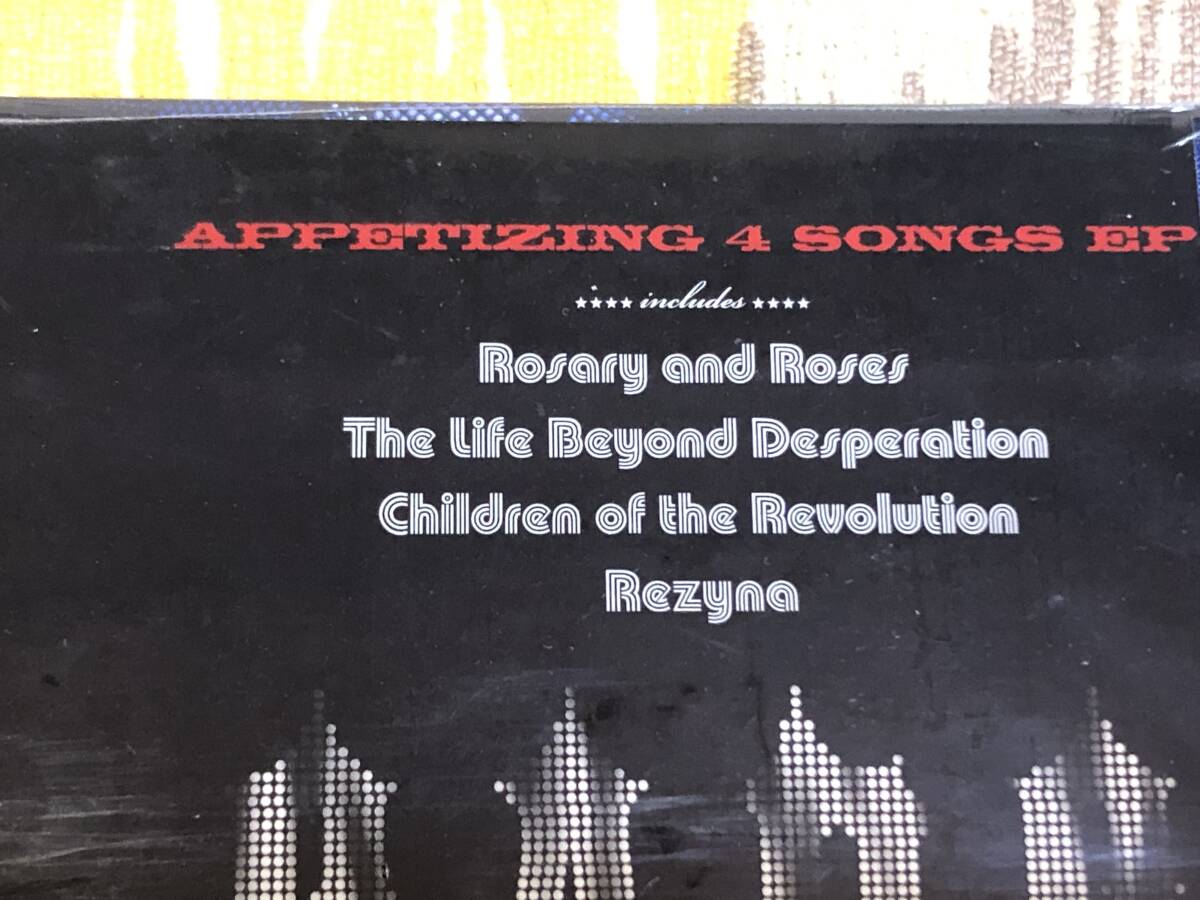 APPETIZING 4 SONGS EP
includes
Rosary and Roses
The Life Beyond Desperation
Children of the Revolution
Rezyna